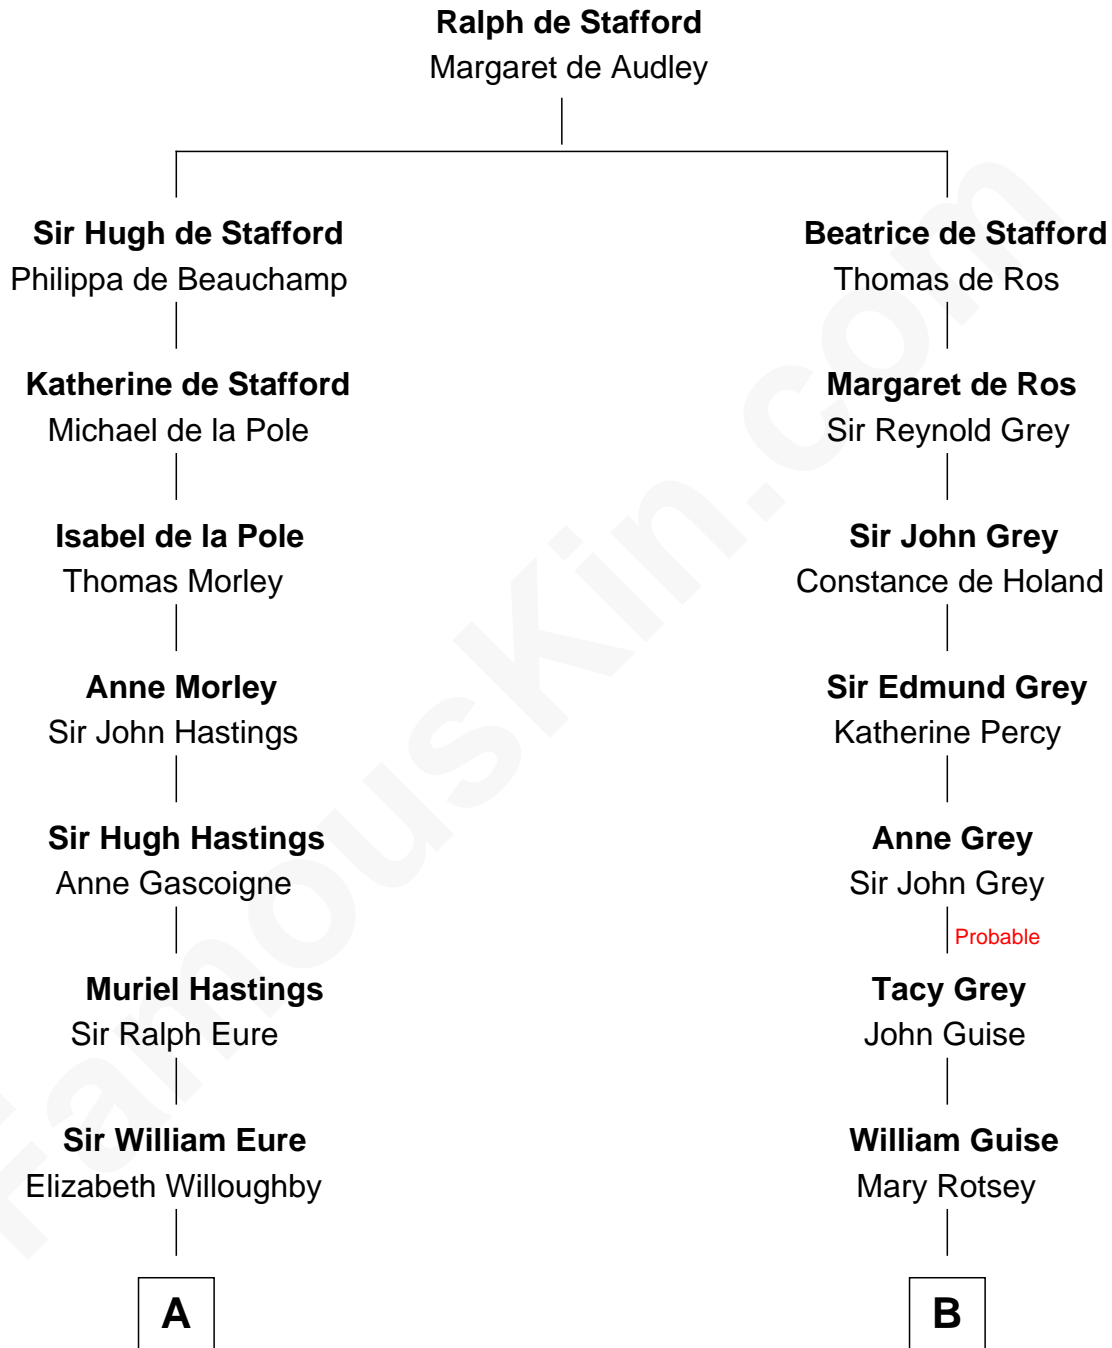 Ralph de Stafford
Margaret de Audley
Sir Hugh de Stafford
Philippa de Beauchamp
Katherine de Stafford
Michael de la Pole
Isabel de la Pole
Thomas Morley
Anne Morley
Sir John Hastings
Sir Hugh Hastings
Anne Gascoigne
Muriel Hastings
Sir Ralph Eure
Sir William Eure
Elizabeth Willoughby
A
Beatrice de Stafford
Thomas de Ros
Margaret de Ros
Sir Reynold Grey
Sir John Grey
Constance de Holand
Sir Edmund Grey
Katherine Percy
Anne Grey
Sir John Grey
Probable
Tacy Grey
John Guise
William Guise
Mary Rotsey
B
FamousKin.com